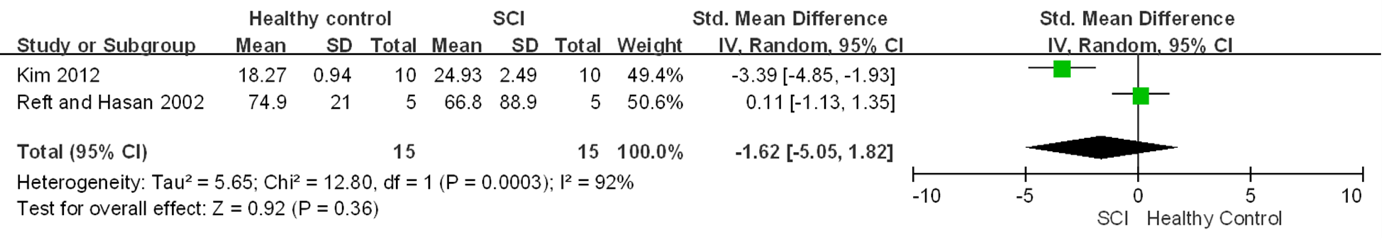 Healthy control SCI Std. Mean Difference Std. Mean Difference
Study or Subgroup Mean SD Total Mean SD Total Weight IV, Random, 95% CI IV, Random, 95% CI
Kim 2012 18.27 0.94 10 24.93 2.49 10 49.4% -3.39 [-4.85, -1.93]
Reft and Hasan 2002 74.9 21 5 66.8 88.9 5 50.6% 0.11 [-1.13, 1.35]
Total (95% CI) 15 15 100.0% -1.62 [-5.05, 1.82]
Heterogeneity: Tau² = 5.65; Chi² = 12.80, df = 1 (P = 0.0003); I² = 92%
Test for overall effect: Z = 0.92 (P = 0.36)
-10 -5 0 5 10
SCI Healthy Control